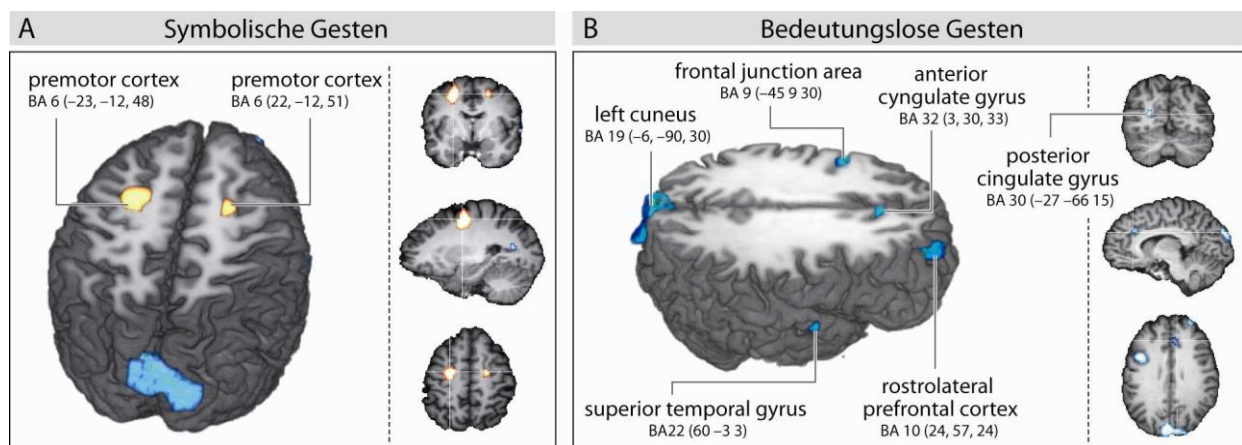 A Symbolische Gesten
premotor cortex
BA 6 (−23, −12, 48)
premotor cortex
BA 6 (22, −12, 51)
B Bedeutungslose Gesten
frontal junction area
BA 9 (−45 9 30)
anterior
cyngulate gyrus
BA 32 (3, 30, 33)
left cuneus
BA 19 (−6, −90, 30)
posterior
cingulate gyrus
BA 30 (−27 −66 15)
superior temporal gyrus
BA22 (60 −3 3)
rostrolateral
prefrontal cortex
BA 10 (24, 57, 24)